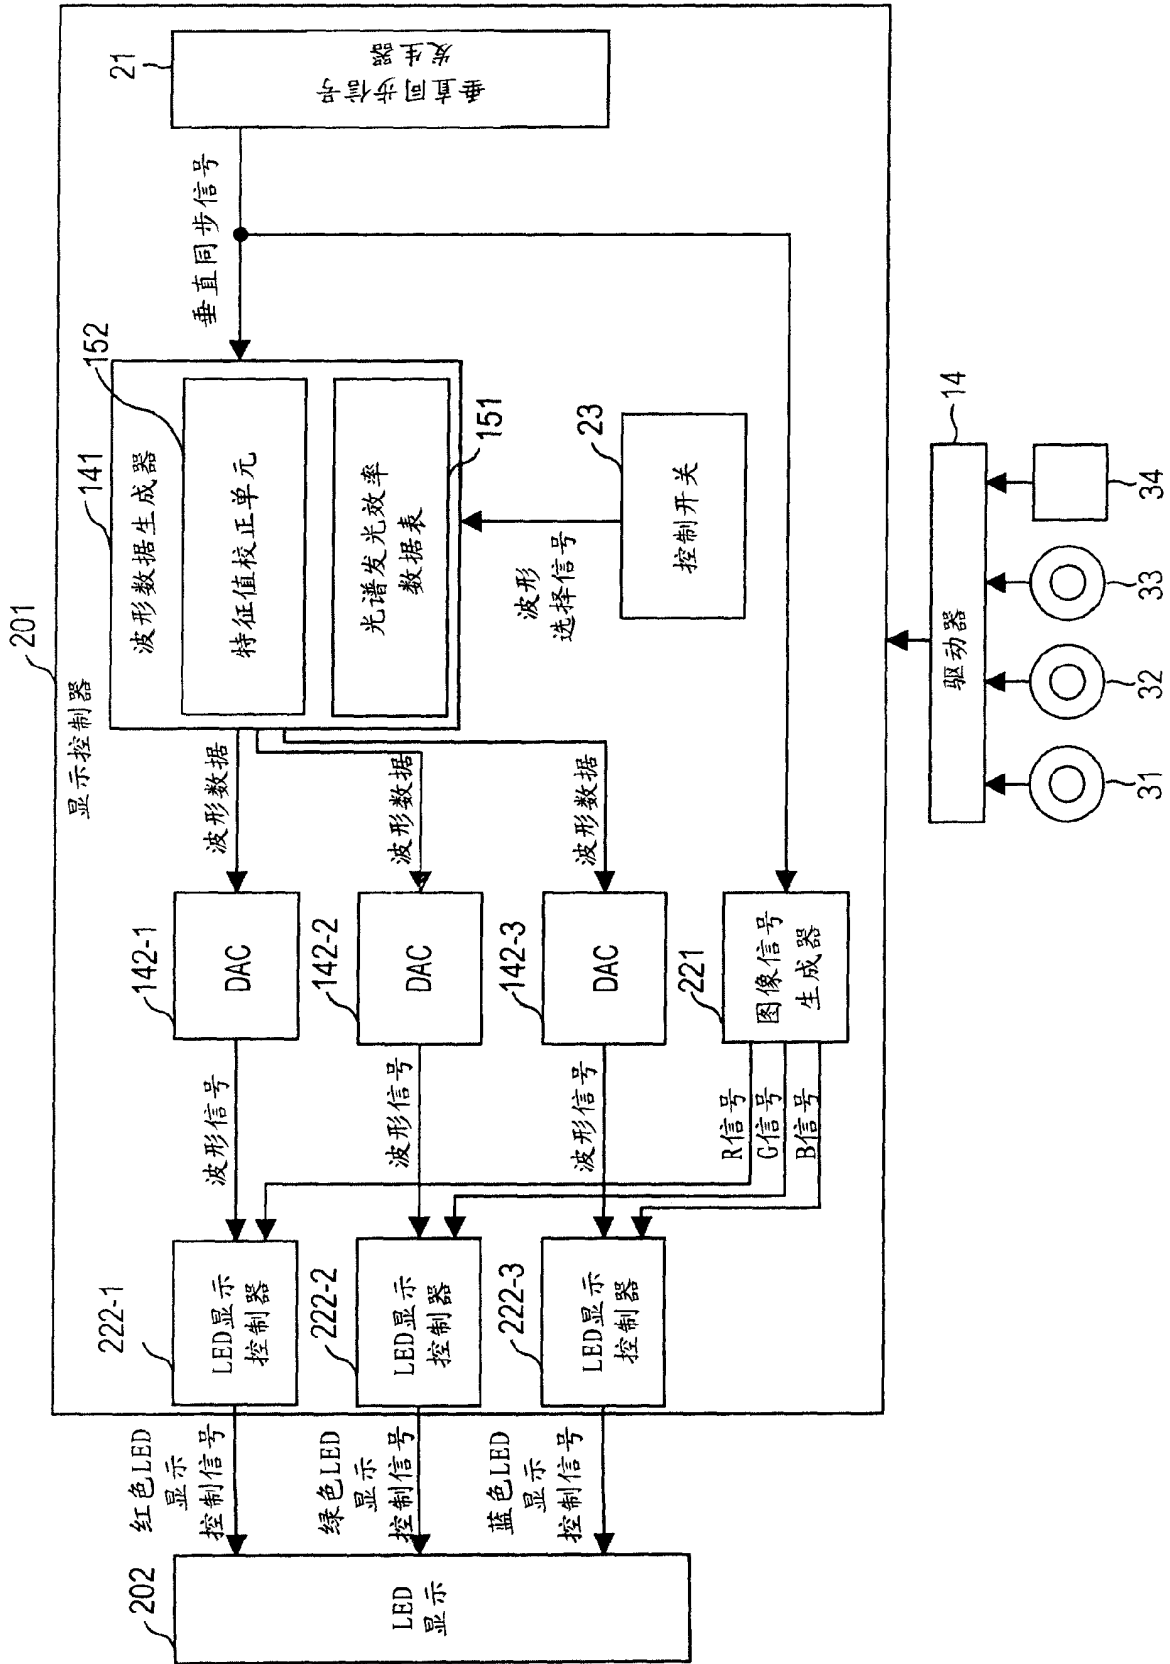 201
显示控制器
21
垂直同步信号
发生器
垂直同步信号
141
波形数据生成器
152
特征值校正单元
151
光谱发光效率
数据表
23
控制开关
波形
选择信号
波形数据
波形数据
波形数据
142-1
DAC
142-2
DAC
142-3
DAC
221
图像信号
生成器
波形信号
波形信号
波形信号
R信号
G信号
B信号
222-1
LED显示
控制器
222-2
LED显示
控制器
222-3
LED显示
控制器
红色LED
显示
控制信号
绿色LED
显示
控制信号
蓝色LED
显示
控制信号
202
LED
显示
14
驱动器
31
32
33
34